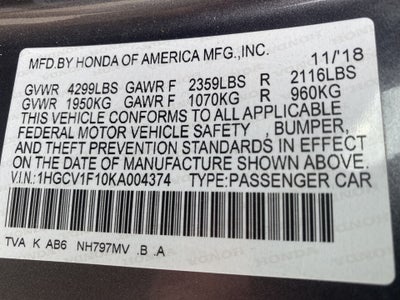 MFD.BY HONDA OF AMERICA MFG.,INC. 11/'18
GVWR 4299LBS GAWR F 2359LBS R 2116LBS
GVWR 1950KG GAWR F 1070KG R 960KG
THIS VEHICLE CONFORMS TO ALL APPLICABLE
FEDERAL MOTOR VEHICLE SAFETY , BUMPER,
AND THEFT PREVENTION STANDARDS IN EFFECT
ON THE DATE OF MANUFACTURE SHOWN ABOVE.
V.I.N.:1HGCV1F10KA004374 TYPE:PASSENGER CAR
TVA K AB6 NH797MV .B .A